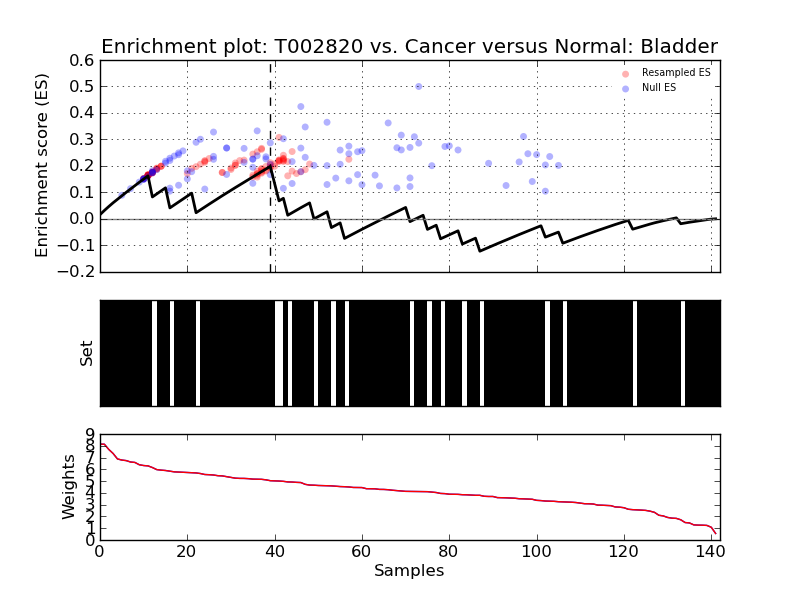 Enrichment plot: T002820 vs. Cancer versus Normal: Bladder
Enrichment score (ES)
0.6
0.5
0.4
0.3
0.2
0.1
0.0
−0.1
−0.2
Resampled ES
Null ES
Set
Weights
9
8
7
6
5
4
3
2
1
0
0 20 40 60 80 100 120 140
Samples